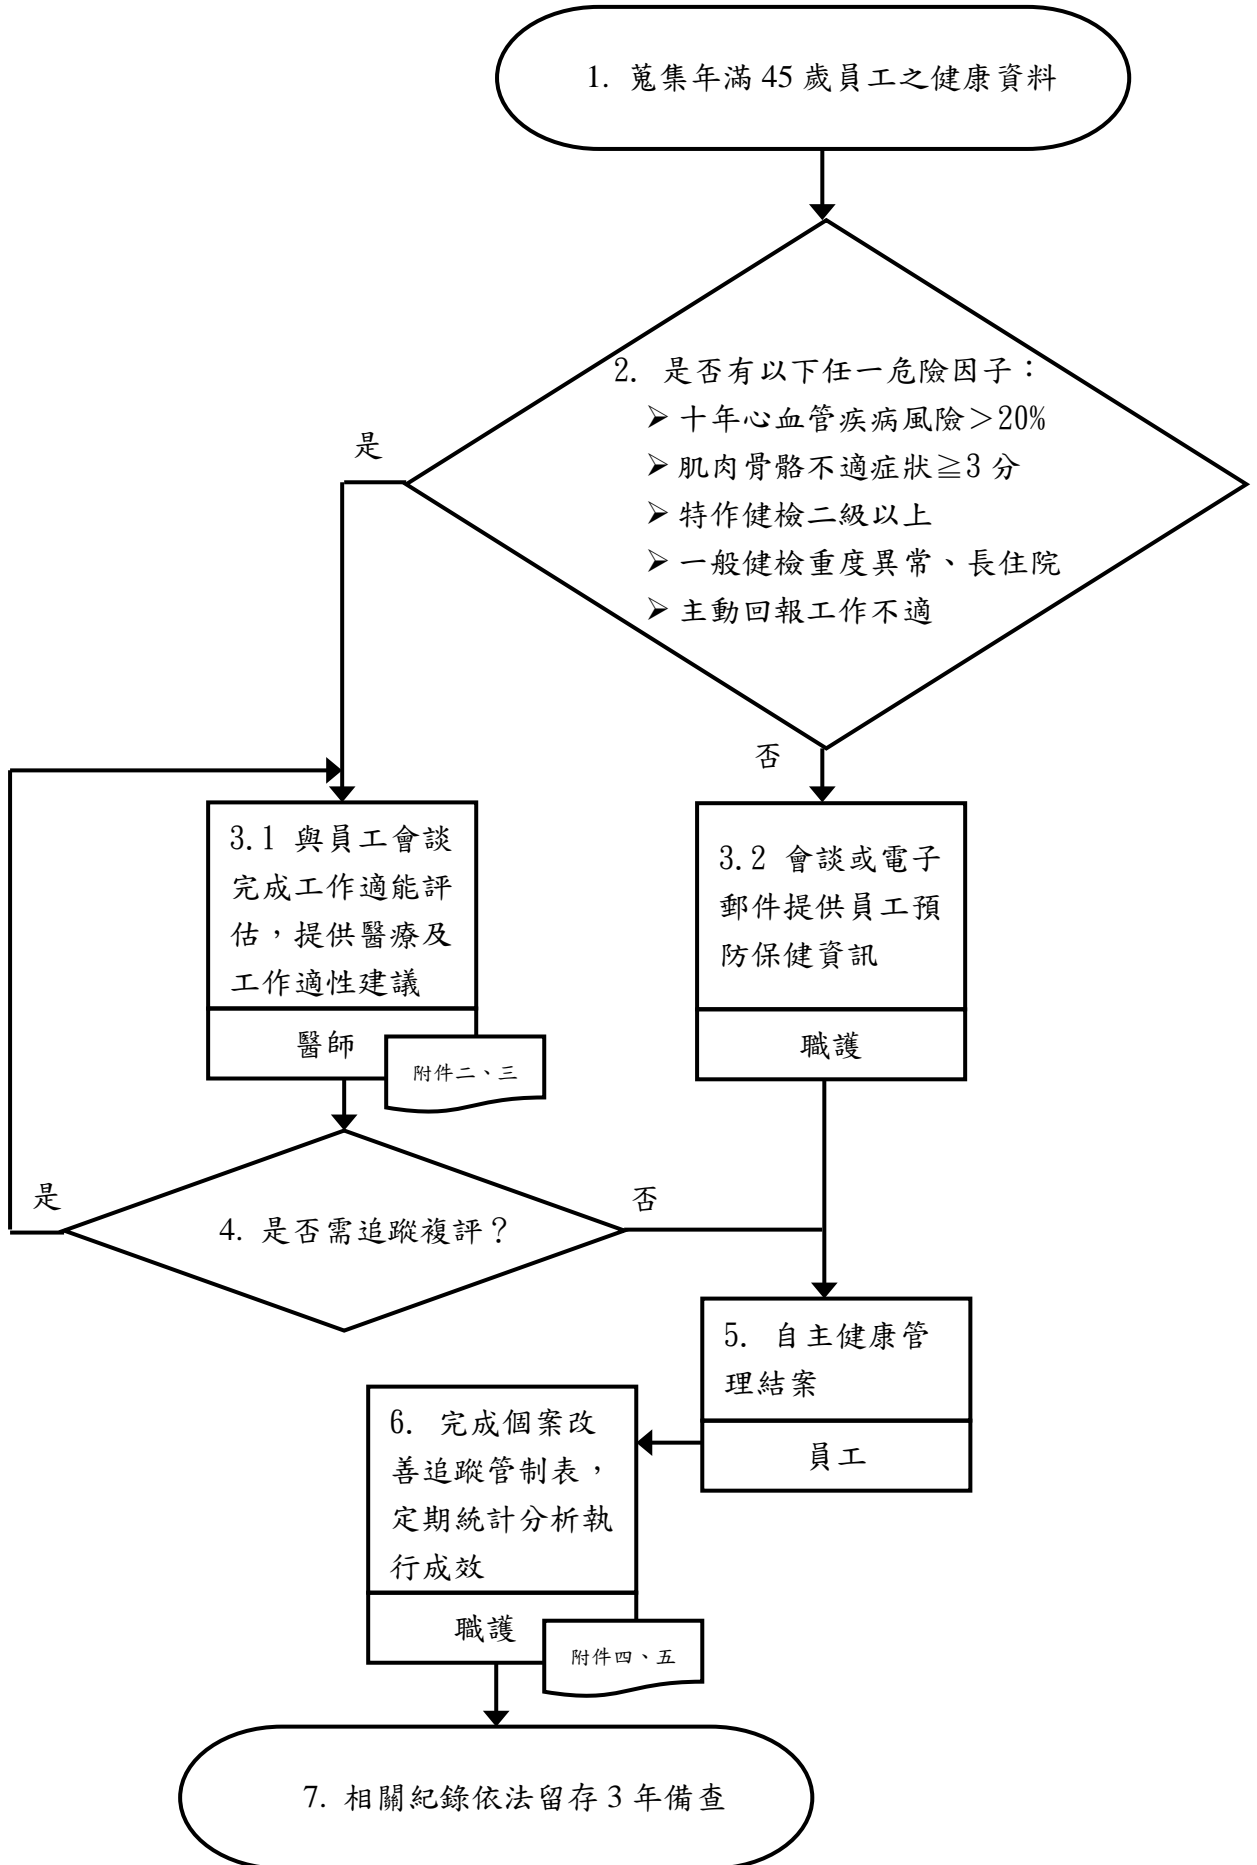 1. 蒐集年滿 45 歲員工之健康資料
2. 是否有以下任一危險因子：
➢ 十年心血管疾病風險＞20%
➢ 肌肉骨骼不適症狀≧3 分
➢ 特作健檢二級以上
➢ 一般健檢重度異常、長住院
➢ 主動回報工作不適
是
否
3.1 與員工會談
完成工作適能評
估，提供醫療及
工作適性建議
醫師
附件二、三
3.2 會談或電子
郵件提供員工預
防保健資訊
職護
是
4. 是否需追蹤複評？
否
5. 自主健康管
理結案
員工
6. 完成個案改
善追蹤管制表，
定期統計分析執
行成效
職護
附件四、五
7. 相關紀錄依法留存 3 年備查